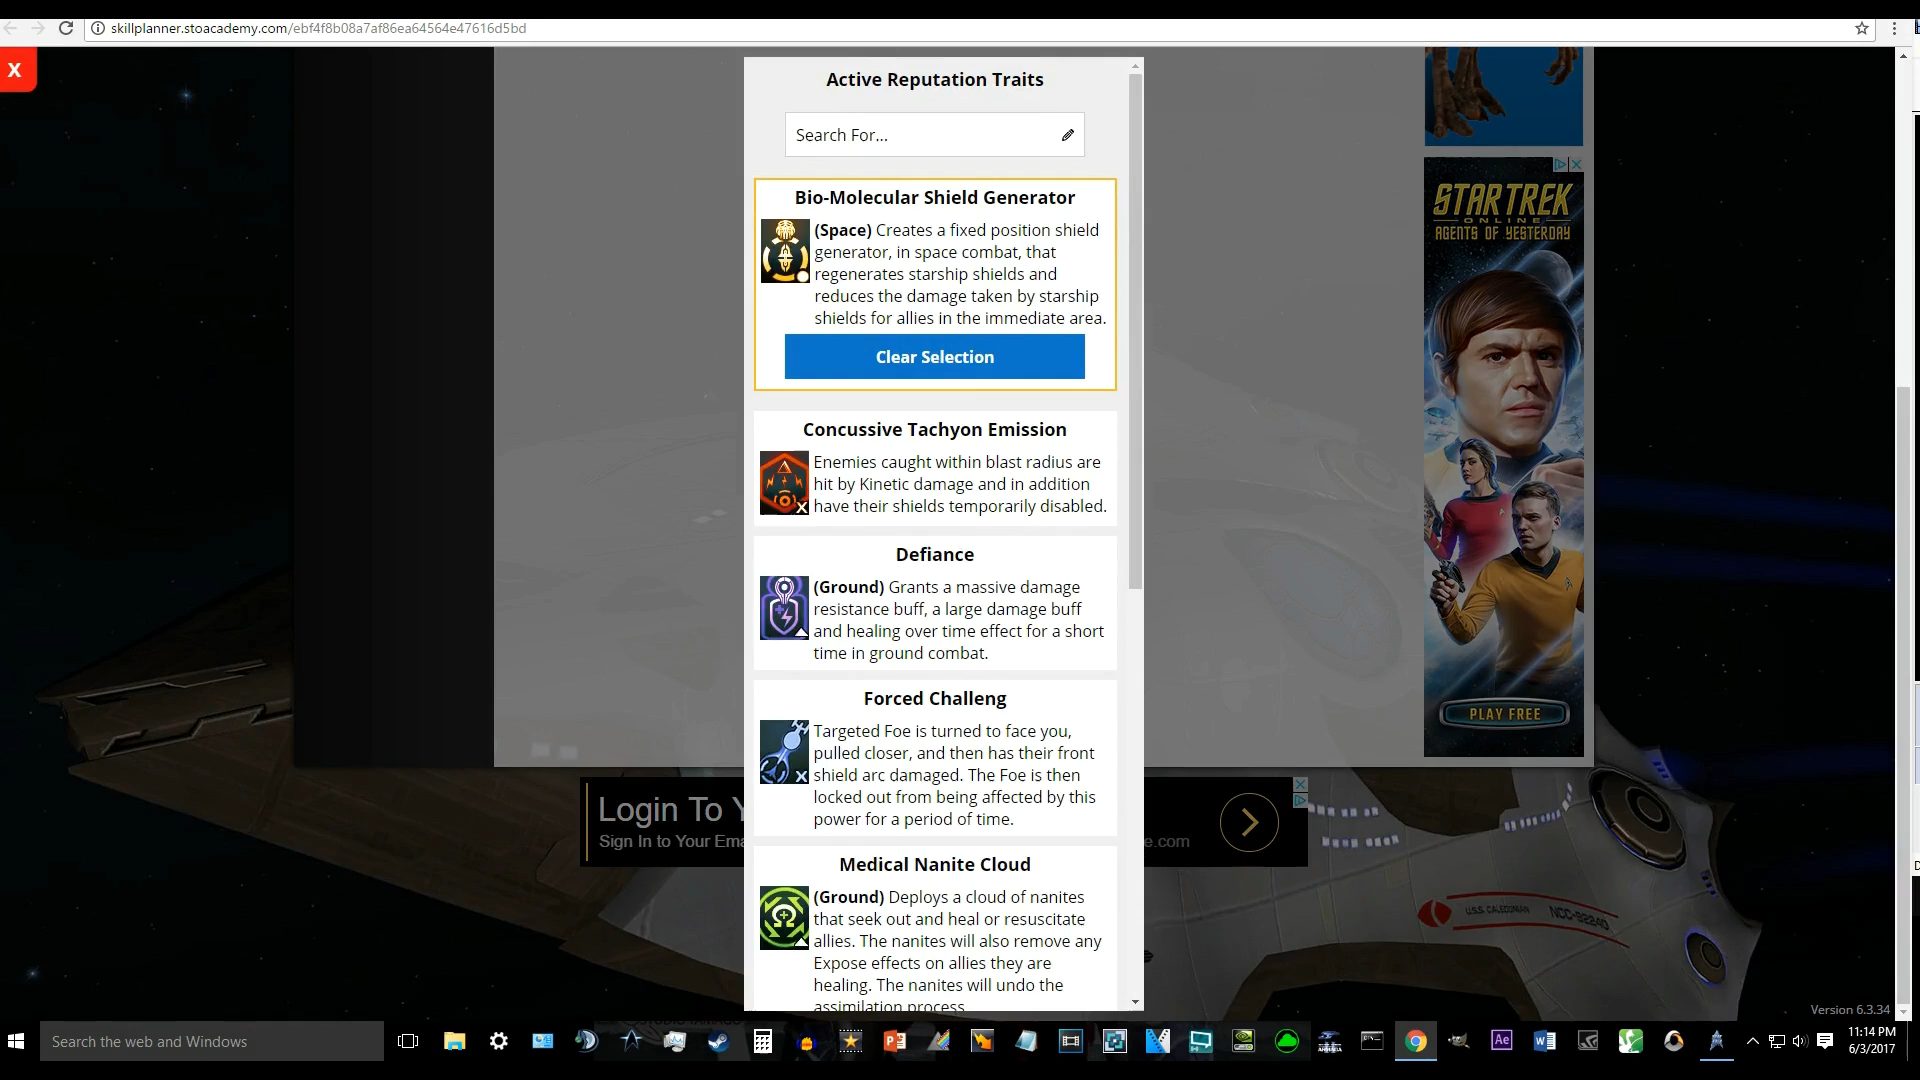 skillplanner.stoacademy.com/ebf4f8b08a7af86ea64564e47616d5bd
X
Active Reputation Traits
Search For...
Bio-Molecular Shield Generator
(Space) Creates a fixed position shield
generator, in space combat, that
regenerates starship shields and
reduces the damage taken by starship
shields for allies in the immediate area.
Clear Selection
Concussive Tachyon Emission
Enemies caught within blast radius are
hit by Kinetic damage and in addition
have their shields temporarily disabled.
Defiance
(Ground) Grants a massive damage
resistance buff, a large damage buff
and healing over time effect for a short
time in ground combat.
Forced Challeng
Targeted Foe is turned to face you,
pulled closer, and then has their front
shield arc damaged. The Foe is then
locked out from being affected by this
power for a period of time.
Medical Nanite Cloud
(Ground) Deploys a cloud of nanites
that seek out and heal or resuscitate
allies. The nanites will also remove any
Expose effects on allies they are
healing. The nanites will undo the
assimilation process
STAR TREK
ONLINE
AGENTS OF YESTERDAY
PLAY FREE
Login To Y
Sign In to Your Ema
e.com
U.S.S. CALEDONIAN NCC-92240
Version 6.3.34
Search the web and Windows
Ae
11:14 PM
6/3/2017